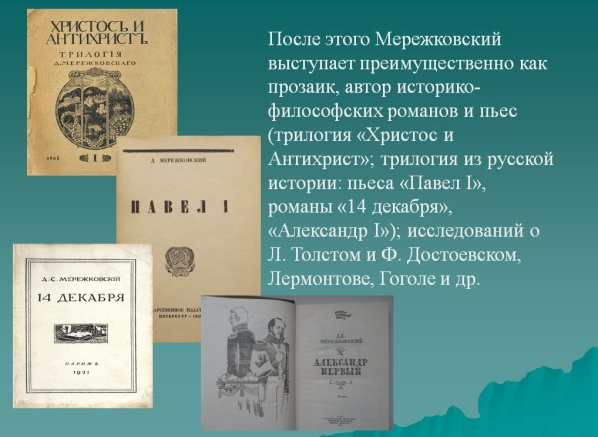 ХРИСТОСЪ И
АНТИХРИСТЪ
ТРИЛОГІЯ
Д. МЕРЕЖКОВСКАГО
I
Д. МЕРЕЖКОВСКИЙ
ПАВЕЛ I
Д. С. МЕРЕЖКОВСКІЙ
14 ДЕКАБРЯ
ПАРИЖЪ
1921
Д.С.
МЕРЕЖКОВСКИЙ
АЛЕКСАНДР
ПЕРВЫЙ
После этого Мережковский
выступает преимущественно как
прозаик, автор историко-
философских романов и пьес
(трилогия «Христос и
Антихрист»; трилогия из русской
истории: пьеса «Павел I»,
романы «14 декабря»,
«Александр I»); исследований о
Л. Толстом и Ф. Достоевском,
Лермонтове, Гоголе и др.